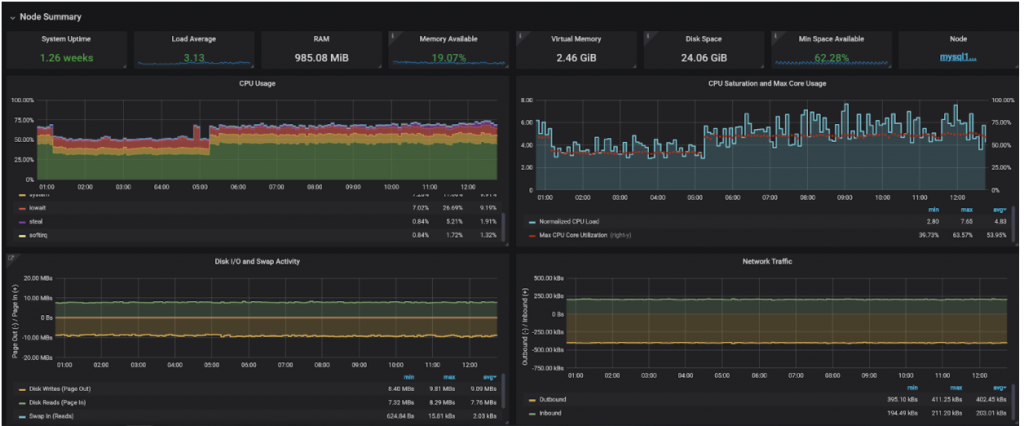 Node Summary
System Uptime
1.26 weeks
Load Average
3.13
RAM
985.08 MiB
Memory Available
19.07%
Virtual Memory
2.46 GiB
Disk Space
24.06 GiB
Min Space Available
62.28%
Node
mysql1...
CPU Usage
100.00%
75.00%
50.00%
25.00%
0%
01:00 02:00 03:00 04:00 05:00 06:00 07:00 08:00 09:00 10:00 11:00 12:00
system
iowait 7.02% 26.69% 9.19%
steal 0.84% 5.21% 1.91%
softirq 0.84% 1.72% 1.32%
CPU Saturation and Max Core Usage
8.00 100.00%
6.00 75.00%
4.00 50.00%
2.00 25.00%
0 0%
01:00 02:00 03:00 04:00 05:00 06:00 07:00 08:00 09:00 10:00 11:00 12:00
min max avg
Normalized CPU Load 2.80 7.65 4.83
Max CPU Core Utilization (right-y) 39.73% 63.57% 53.95%
Disk I/O and Swap Activity
Page Out (-) / Page In (+)
20.00 MBs
10.00 MBs
0 Bs
-10.00 MBs
20.00 MBs
01:00 02:00 03:00 04:00 05:00 06:00 07:00 08:00 09:00 10:00 11:00 12:00
min max avg
Disk Writes (Page Out) 8.40 MBs 9.81 MBs 9.09 MBs
Disk Reads (Page In) 7.32 MBs 8.29 MBs 7.76 MBs
Swap In (Reads) 624.84 Bs 15.81 kBs 2.03 kBs
Network Traffic
Outbound (-) / Inbound (+)
500.00 kBs
250.00 kBs
0 Bs
-250.00 kBs
-500.00 kBs
-750.00 kBs
01:00 02:00 03:00 04:00 05:00 06:00 07:00 08:00 09:00 10:00 11:00 12:00
min max avg
Outbound 395.10 kBs 411.25 kBs 402.45 kBs
Inbound 194.49 kBs 211.20 kBs 203.01 kBs